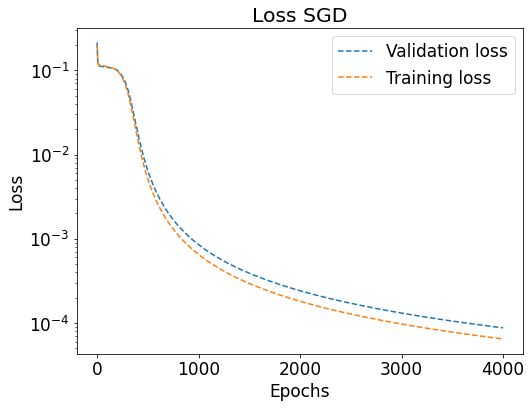 Loss SGD
Validation loss
Training loss
Loss
10⁻¹
10⁻²
10⁻³
10⁻⁴
0 1000 2000 3000 4000
Epochs